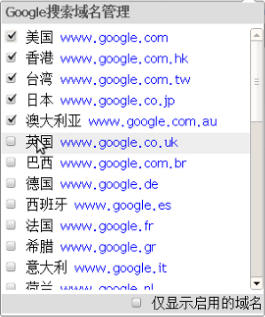 Google搜索域名管理
美国 www.google.com
香港 www.google.com.hk
台湾 www.google.com.tw
日本 www.google.co.jp
澳大利亚 www.google.com.au
英国 www.google.co.uk
巴西 www.google.com.br
德国 www.google.de
西班牙 www.google.es
法国 www.google.fr
希腊 www.google.gr
意大利 www.google.it
荷兰 www.google.nl
仅显示启用的域名